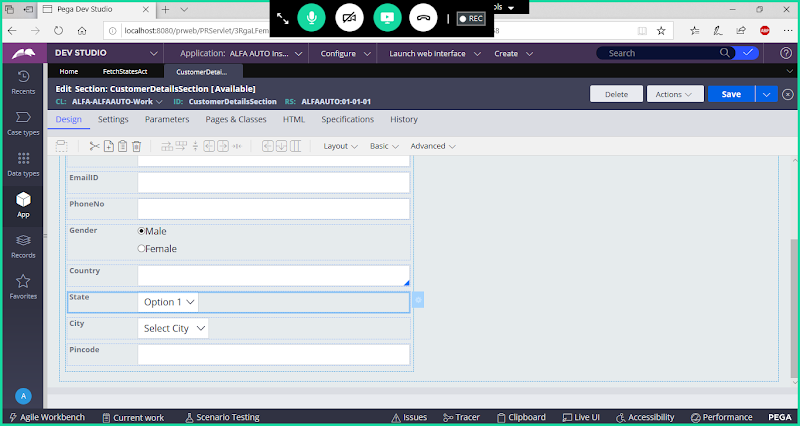 Pega Dev Studio
ols
REC
localhost:8080/prweb/PRServlet/3RgaLFem
DEV STUDIO
Application: ALFA AUTO Ins...
Configure
Launch web interface
Create
Search
Home
FetchStatesAct
CustomerDetai...
Edit Section: CustomerDetailsSection [Available]
CL: ALFA-ALFAAUTO-Work ID: CustomerDetailsSection RS: ALFAAUTO:01-01-01
Delete
Actions
Save
Design Settings Parameters Pages & Classes HTML Specifications History
Layout Basic Advanced
Recents
Case types
Data types
App
Records
Favorites
A
EmailID
PhoneNo
Gender
Male
Female
Country
State
Option 1
City
Select City
Pincode
Agile Workbench Current work Scenario Testing Issues Tracer Clipboard Live UI Accessibility Performance PEGA